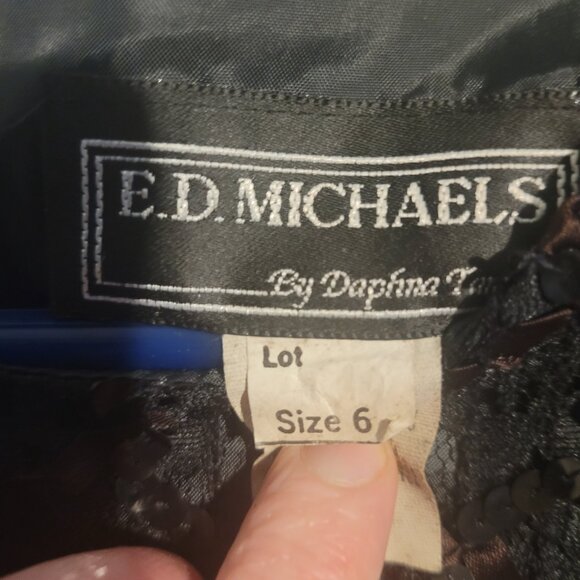 E.D. MICHAELS
By Daphna
Lot
Size 6